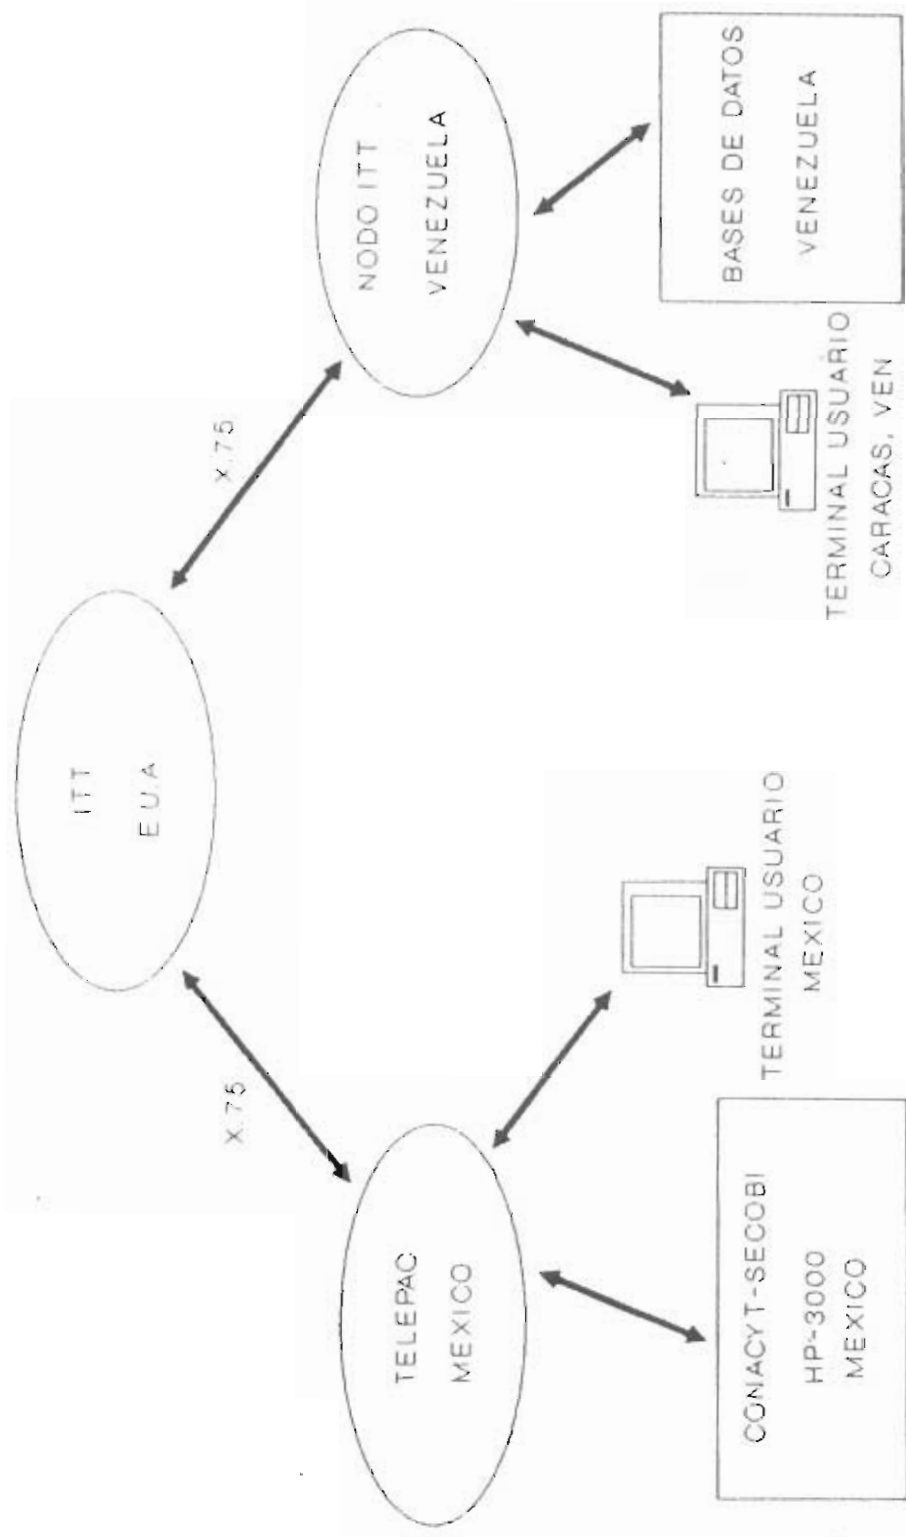 ITT
E.U.A
X.75
X.75
TELEPAC
MEXICO
NODO ITT
VENEZUELA
CONACYT-SECOBI
HP-3000
MEXICO
TERMINAL USUARIO
MEXICO
TERMINAL USUARIO
CARACAS, VEN
BASES DE DATOS
VENEZUELA